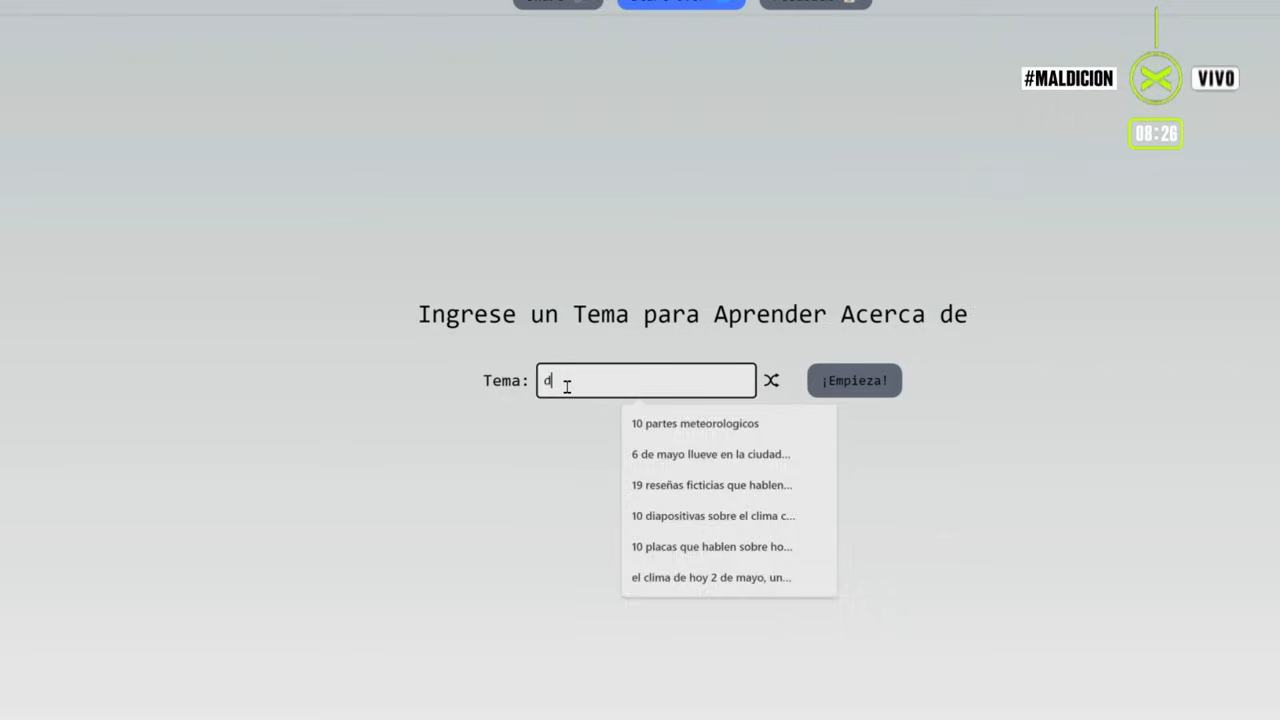 #MALDICION
VIVO
08:26
Ingrese un Tema para Aprender Acerca de
Tema: d
¡Empieza!
10 partes meteorologicos
6 de mayo llueve en la ciudad...
19 reseñas ficticias que hablen...
10 diapositivas sobre el clima c...
10 placas que hablen sobre ho...
el clima de hoy 2 de mayo, un...